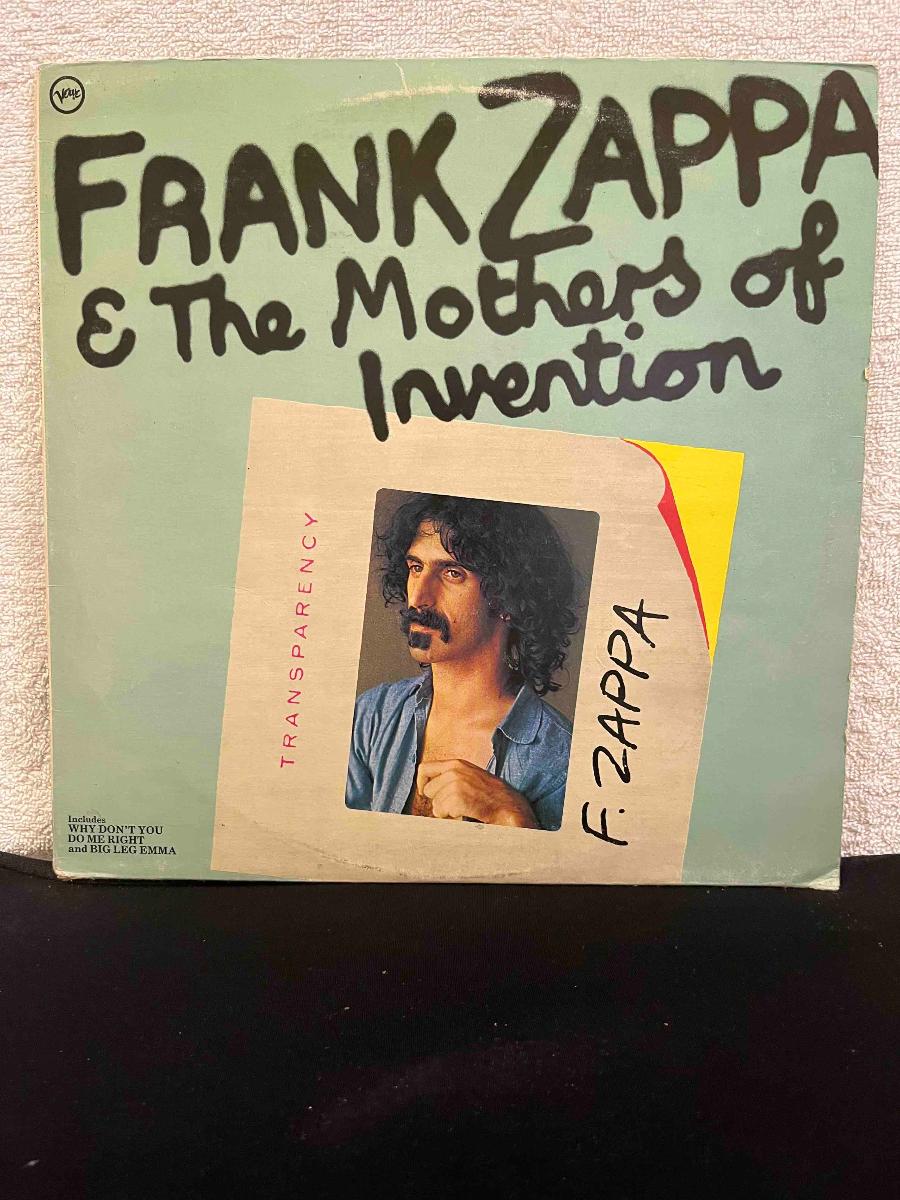 Verve
FRANK ZAPPA
& The Mothers of
Invention
TRANSPARENCY
F. ZAPPA
Includes
WHY DON'T YOU
DO ME RIGHT
and BIG LEG EMMA